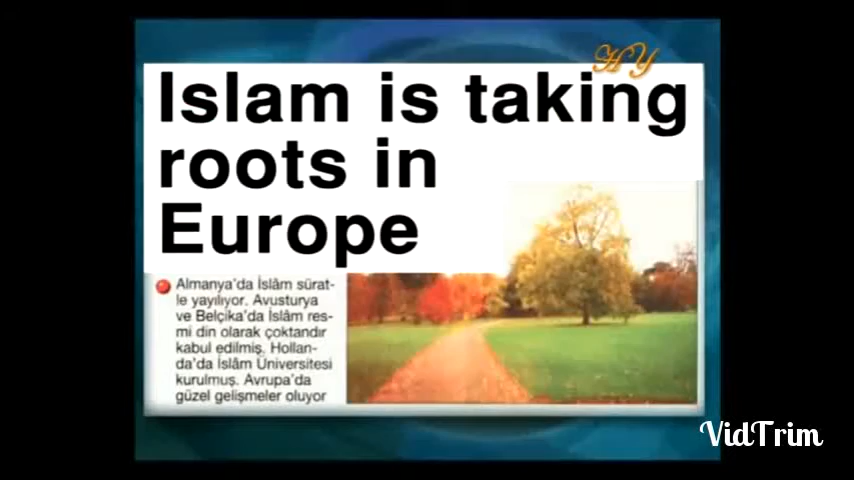 HY
Islam is taking
roots in
Europe
Almanya'da İslâm sürat-
le yayılıyor. Avusturya
ve Belçika'da İslâm res-
mi din olarak çoktandır
kabul edilmiş. Hollan-
da'da İslâm Üniversitesi
kurulmuş. Avrupa'da
güzel gelişmeler oluyor
VidTrim